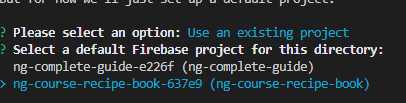 But for now we'll just set up a default project.
? Please select an option: Use an existing project
? Select a default Firebase project for this directory:
ng-complete-guide-e226f (ng-complete-guide)
> ng-course-recipe-book-637e9 (ng-course-recipe-book)